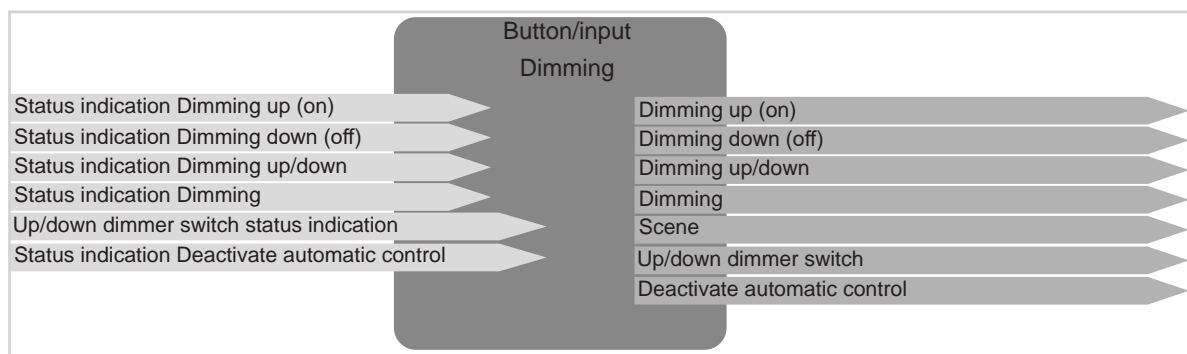 Button/input
Dimming
Status indication Dimming up (on)
Status indication Dimming down (off)
Status indication Dimming up/down
Status indication Dimming
Up/down dimmer switch status indication
Status indication Deactivate automatic control
Dimming up (on)
Dimming down (off)
Dimming up/down
Dimming
Scene
Up/down dimmer switch
Deactivate automatic control